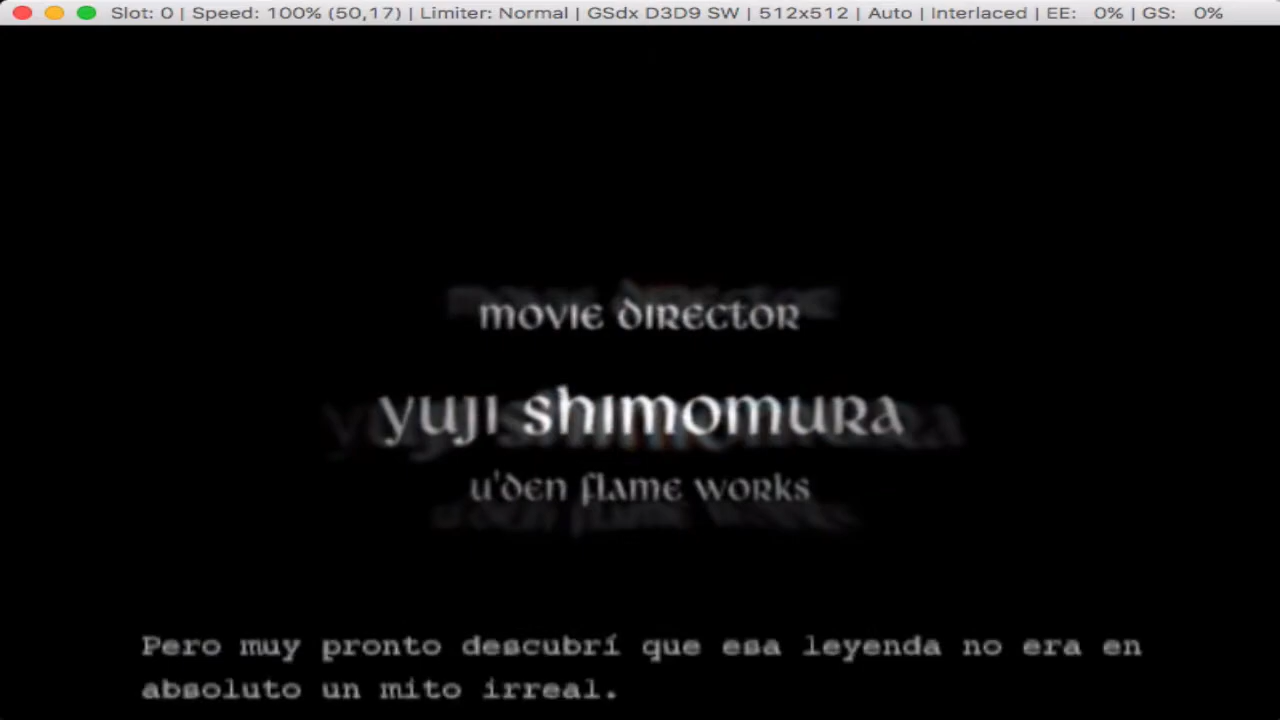 Slot: 0 | Speed: 100% (50,17) | Limiter: Normal | GSdx D3D9 SW | 512x512 | Auto | Interlaced | EE: 0% | GS: 0%
movie director
yuji shimomura
u'den flame works
Pero muy pronto descubrí que esa leyenda no era en
absoluto un mito irreal.